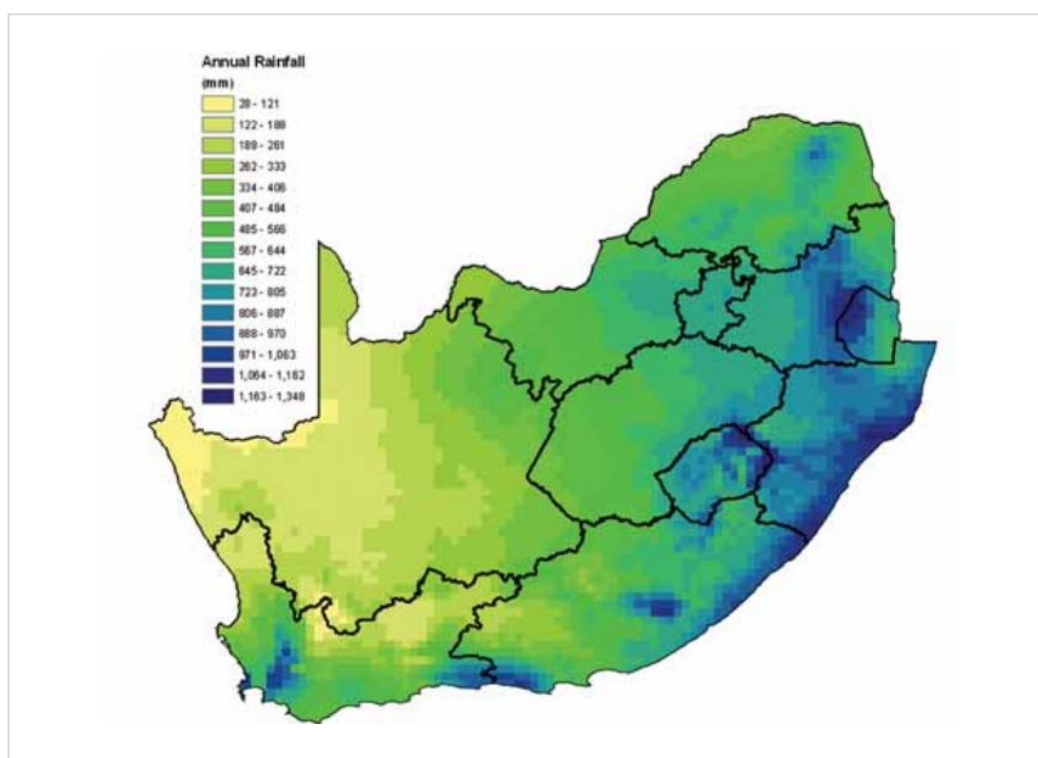 Annual Rainfall
(mm)
28 - 121
122 - 188
189 - 261
262 - 333
334 - 406
407 - 484
485 - 566
567 - 644
645 - 722
723 - 805
806 - 887
888 - 970
971 - 1,063
1,064 - 1,162
1,163 - 1,348